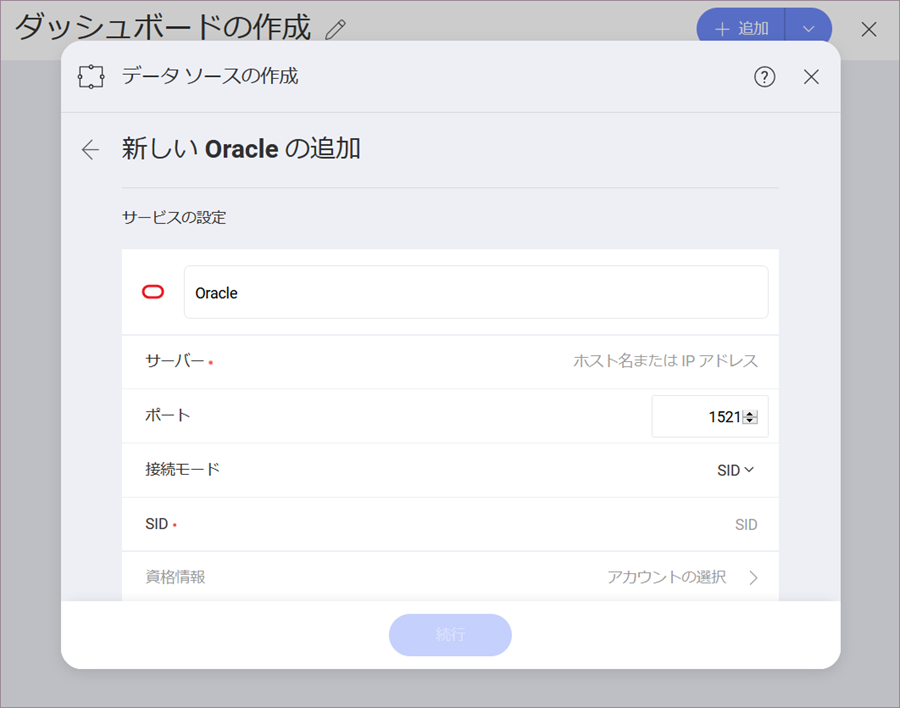 ダッシュボードの作成
追加
データ ソースの作成
新しい Oracle の追加
サービスの設定
Oracle
サーバー •
ホスト名または IP アドレス
ポート
1521
接続モード
SID
SID •
SID
資格情報
アカウントの選択
続行